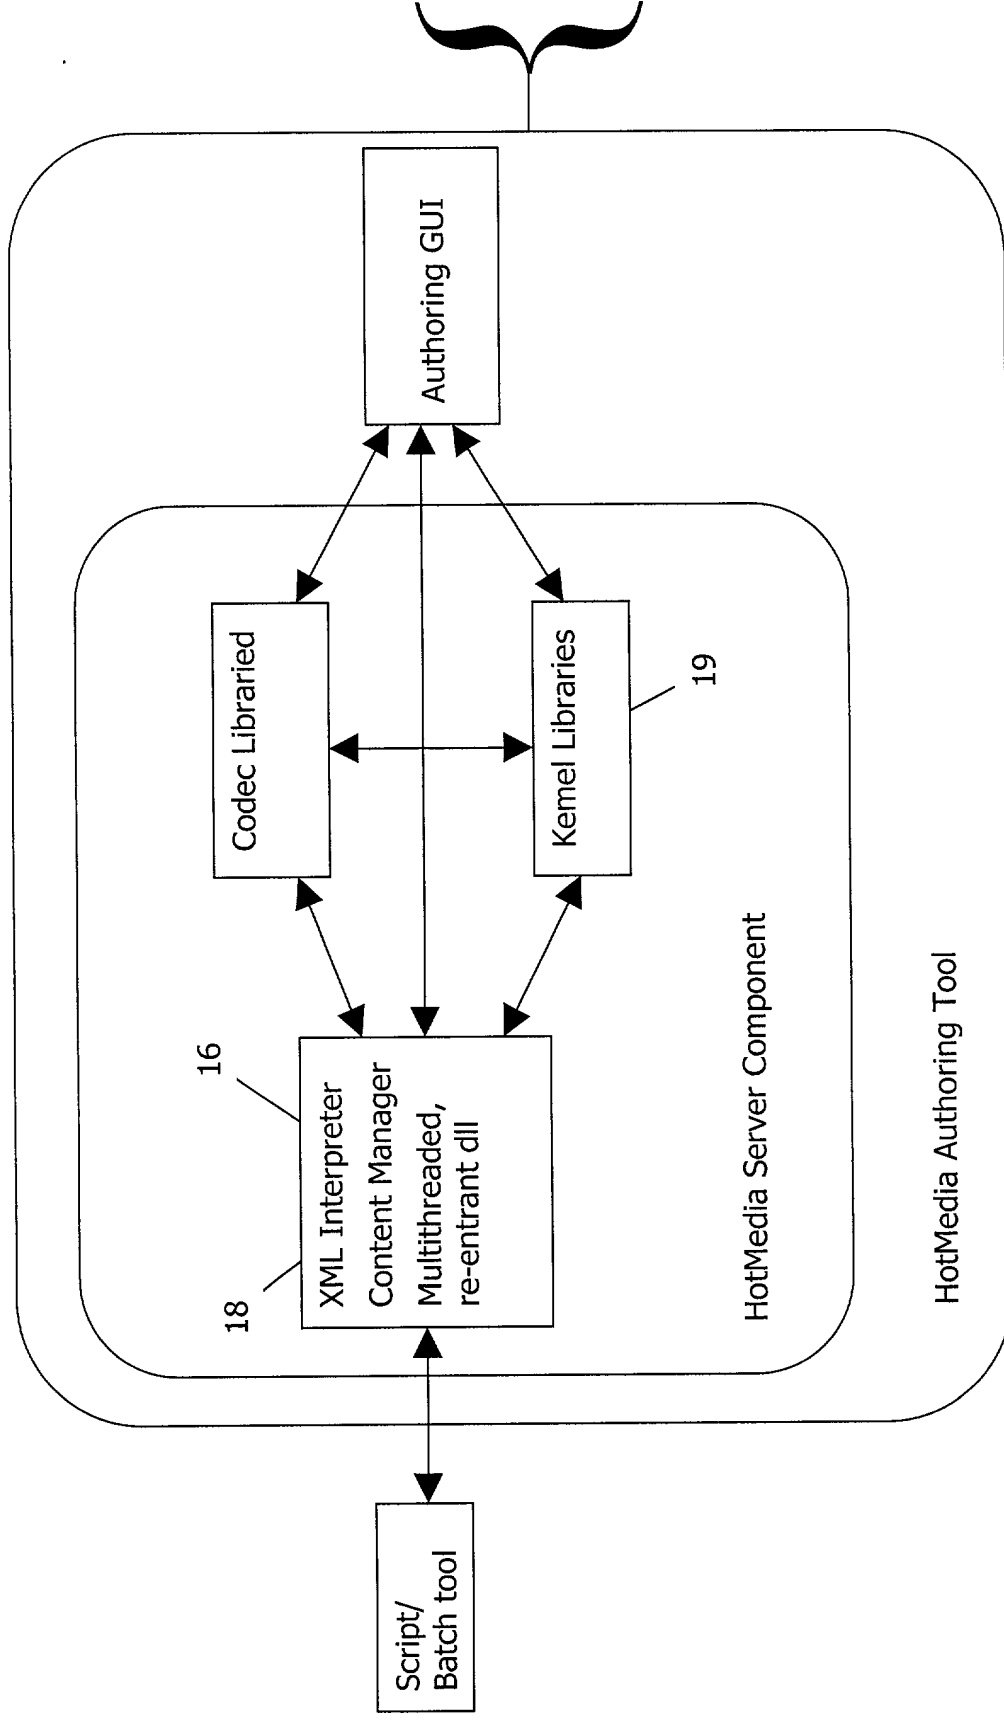 Script/
Batch tool
18
16
XML Interpreter
Content Manager
Multithreaded,
re-entrant dll
Codec Libraried
Kernel Libraries
19
Authoring GUI
HotMedia Server Component
HotMedia Authoring Tool